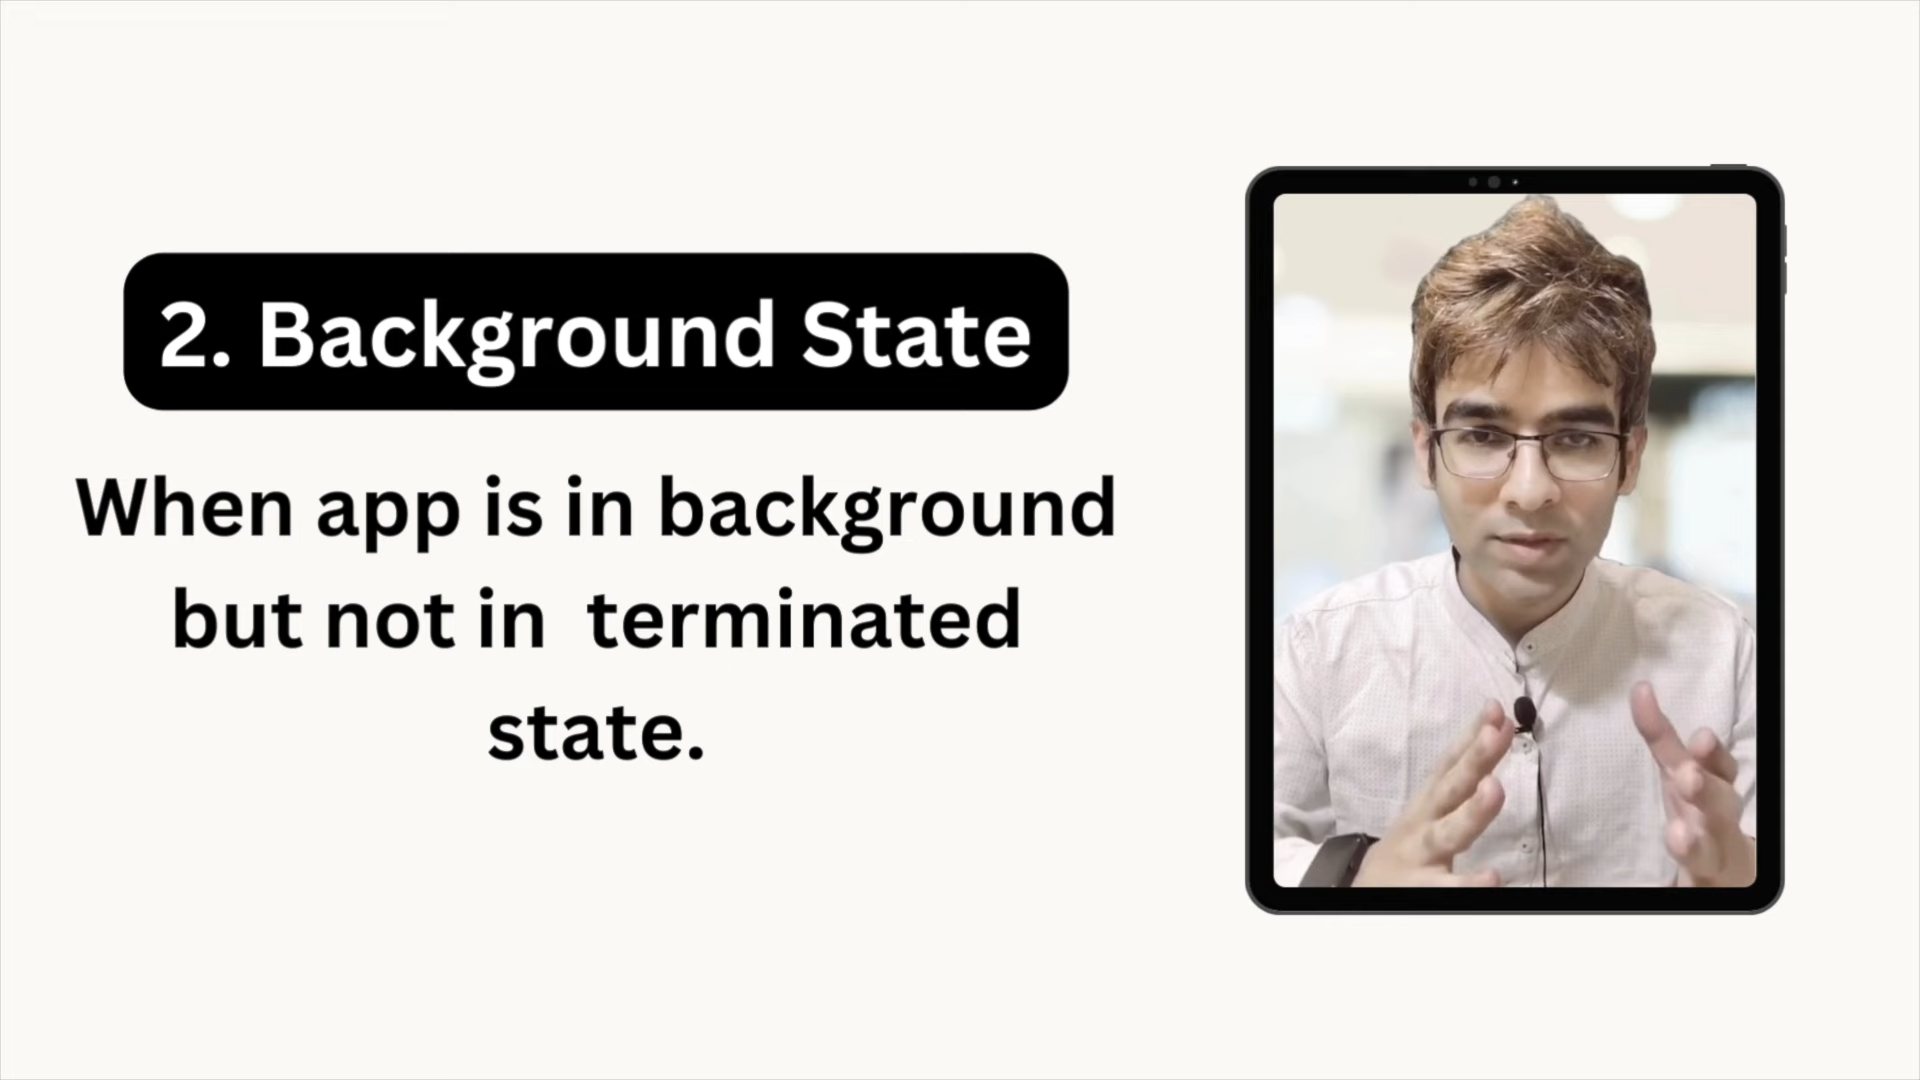 2. Background State
When app is in background
but not in  terminated
state.